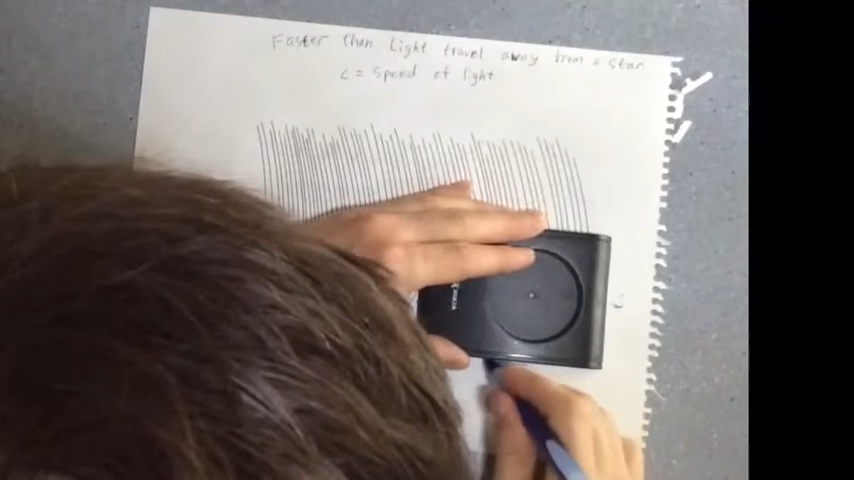 Faster than Light travel away from a star
c = Speed of light